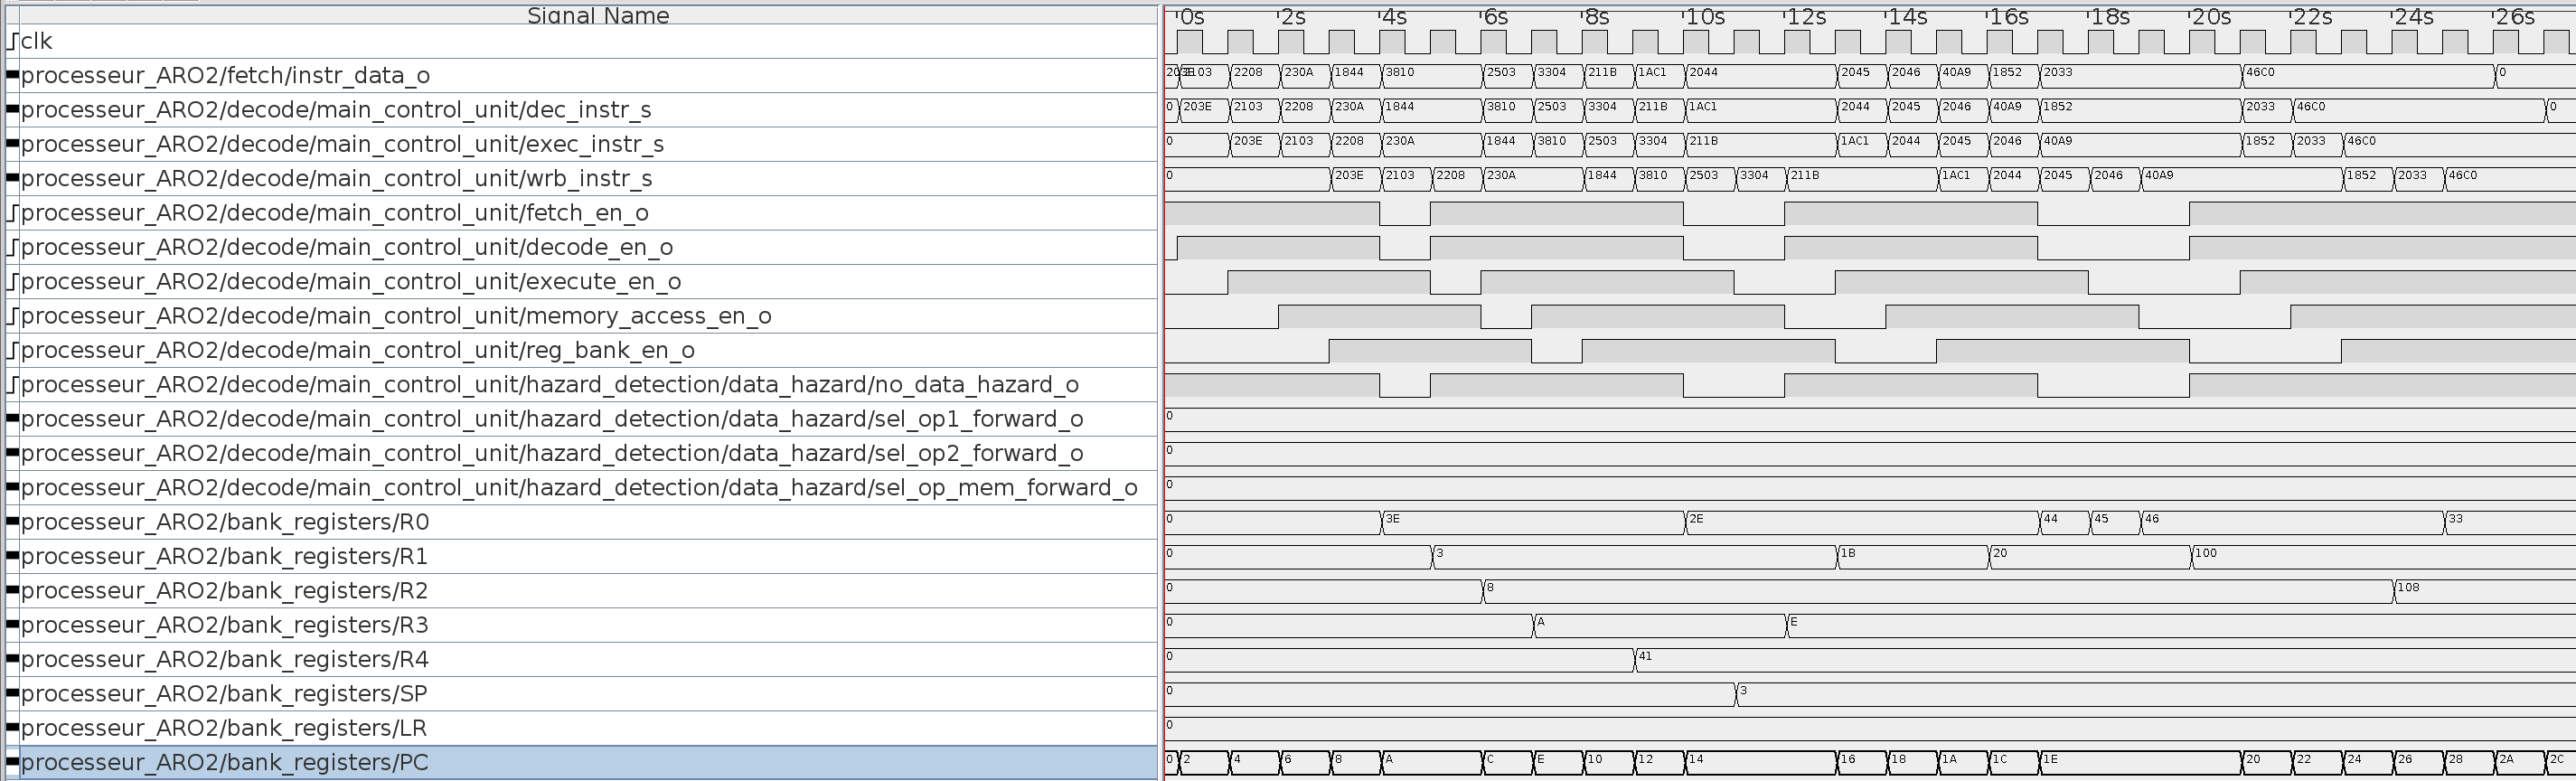 Signal Name 0s 2s 4s 6s 8s 10s 12s 14s 16s 18s 20s 22s 24s 26s
clk
processeur_ARO2/fetch/instr_data_o 2103 2208 230A 1844 3810 2503 3304 211B 1AC1 2044 2045 2046 40A9 1852 2033 46C0 0
processeur_ARO2/decode/main_control_unit/dec_instr_s 0 203E 2103 2208 230A 1844 3810 2503 3304 211B 1AC1 2044 2045 2046 40A9 1852 2033 46C0 0
processeur_ARO2/decode/main_control_unit/exec_instr_s 0 203E 2103 2208 230A 1844 3810 2503 3304 211B 1AC1 2044 2045 2046 40A9 1852 2033 46C0
processeur_ARO2/decode/main_control_unit/wrb_instr_s 0 203E 2103 2208 230A 1844 3810 2503 3304 211B 1AC1 2044 2045 2046 40A9 1852 2033 46C0
processeur_ARO2/decode/main_control_unit/fetch_en_o
processeur_ARO2/decode/main_control_unit/decode_en_o
processeur_ARO2/decode/main_control_unit/execute_en_o
processeur_ARO2/decode/main_control_unit/memory_access_en_o
processeur_ARO2/decode/main_control_unit/reg_bank_en_o
processeur_ARO2/decode/main_control_unit/hazard_detection/data_hazard/no_data_hazard_o
processeur_ARO2/decode/main_control_unit/hazard_detection/data_hazard/sel_op1_forward_o 0
processeur_ARO2/decode/main_control_unit/hazard_detection/data_hazard/sel_op2_forward_o 0
processeur_ARO2/decode/main_control_unit/hazard_detection/data_hazard/sel_op_mem_forward_o 0
processeur_ARO2/bank_registers/R0 0 3E 2E 44 45 46 33
processeur_ARO2/bank_registers/R1 0 3 1B 20 100
processeur_ARO2/bank_registers/R2 0 8 108
processeur_ARO2/bank_registers/R3 0 A E
processeur_ARO2/bank_registers/R4 0 41
processeur_ARO2/bank_registers/SP 0 3
processeur_ARO2/bank_registers/LR 0
processeur_ARO2/bank_registers/PC 0 2 4 6 8 A C E 10 12 14 16 18 1A 1C 1E 20 22 24 26 28 2A 2C